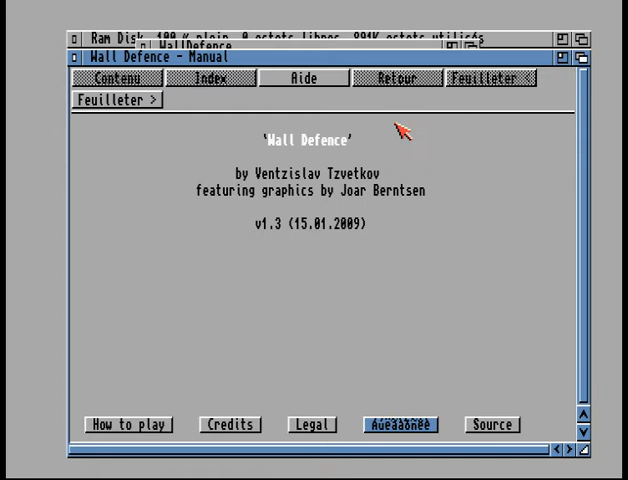 Ram Disk 100 % plein, 0 octets libres, 891K octets utilisés
WallDefence
Wall Defence - Manual
Contenu Index Aide Retour Feuilleter <
Feuilleter >
'Wall Defence'
by Ventzislav Tzvetkov
featuring graphics by Joar Berntsen
v1.3 (15.01.2009)
How to play Credits Legal Source